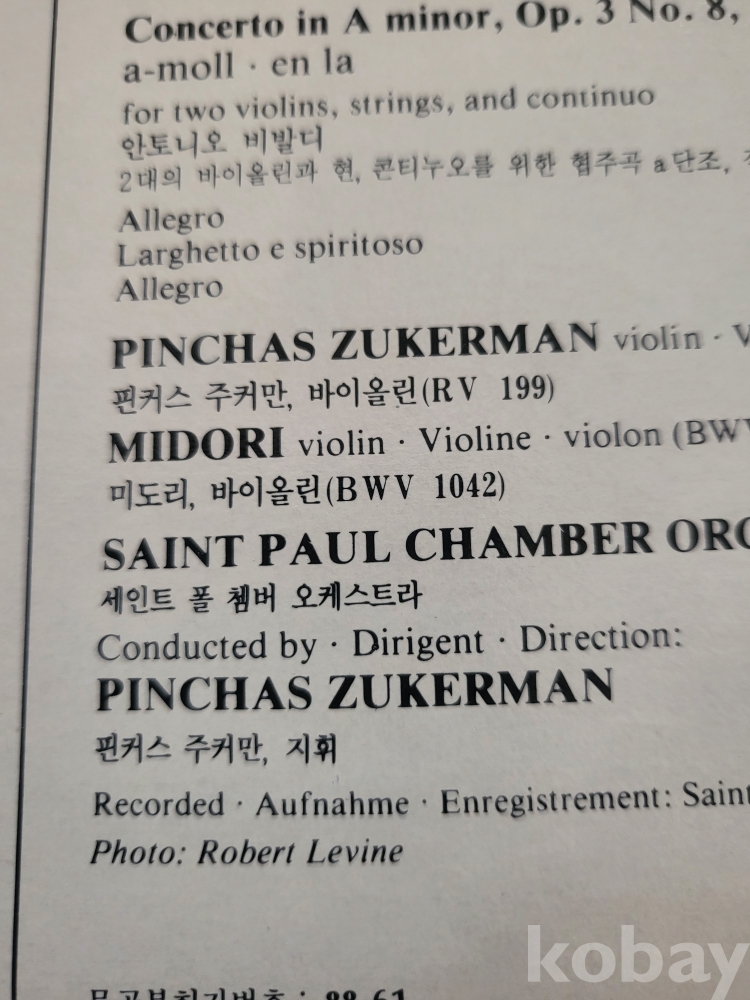 Concerto in A minor, Op. 3 No. 8,
a-moll · en la
for two violins, strings, and continuo
안토니오 비발디
2대의 바이올린과 현, 콘티누오를 위한 협주곡 a단조,
Allegro
Larghetto e spiritoso
Allegro
PINCHAS ZUKERMAN violin ·
핀커스 주커만, 바이올린(RV 199)
MIDORI violin · Violine · violon (BWV
미도리, 바이올린(BWV 1042)
SAINT PAUL CHAMBER
세인트 폴 쳄버 오케스트라
Conducted by · Dirigent · Direction:
PINCHAS ZUKERMAN
핀커스 주커만, 지휘
Recorded · Aufnahme · Enregistrement: Saint
Photo: Robert Levine
kobay